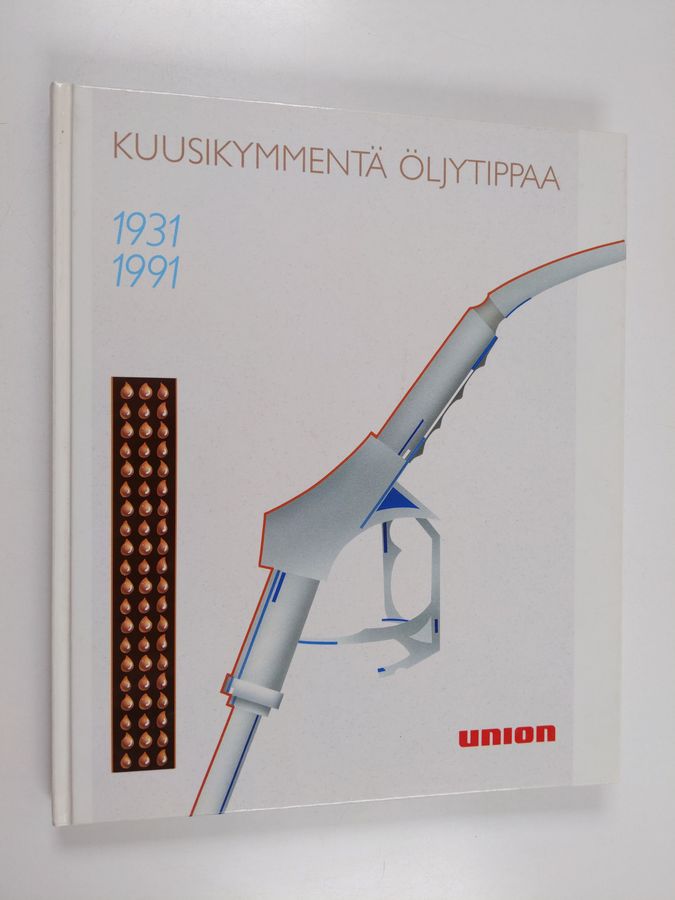 KUUSIKYMMENTÄ ÖLJYTIPPAA
1931
1991
UNION